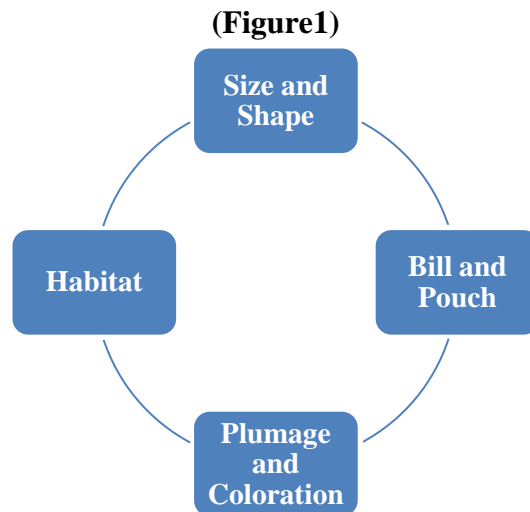 (Figure1)
Size and
Shape
Habitat
Bill and
Pouch
Plumage
and
Coloration